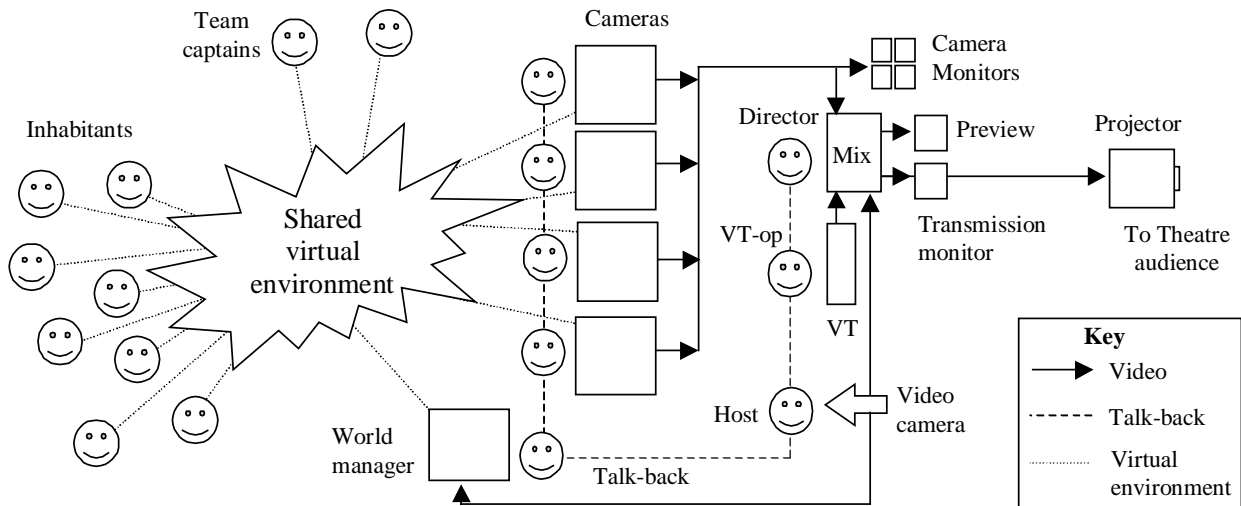 Team
captains
Cameras
Camera
Monitors
Inhabitants
Director
Mix
Preview
Projector
Shared
virtual
environment
VT-op
Transmission
monitor
To Theatre
audience
VT
Host
Video
camera
World
manager
Talk-back
Key
Video
Talk-back
Virtual
environment